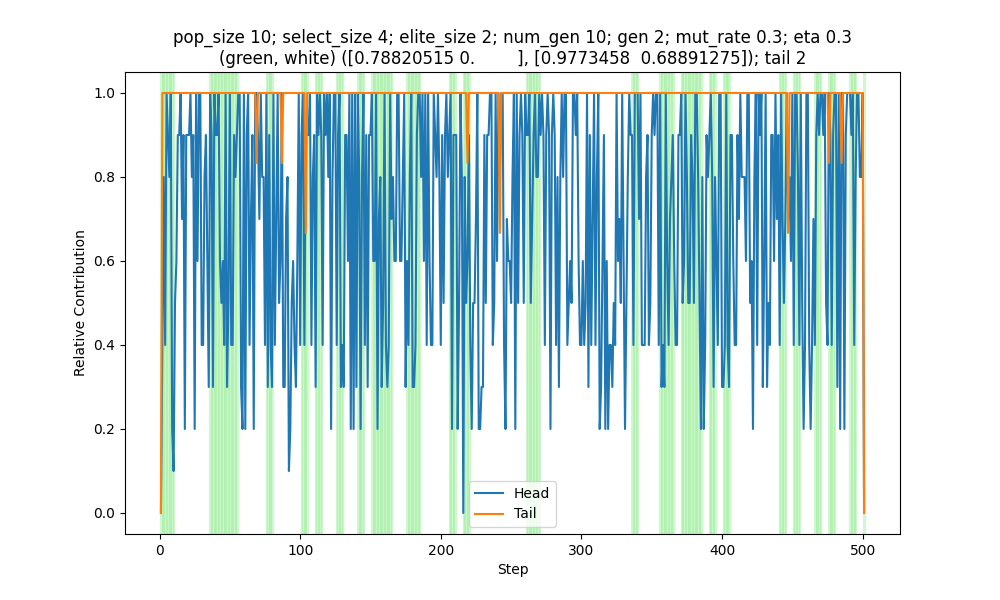 pop_size 10; select_size 4; elite_size 2; num_gen 10; gen 2; mut_rate 0.3; eta 0.3
(green, white) ([0.78820515 0.        ], [0.9773458  0.68891275]); tail 2
1.0
0.8
0.6
0.4
0.2
0.0
Relative Contribution
Head
Tail
0 100 200 300 400 500
Step